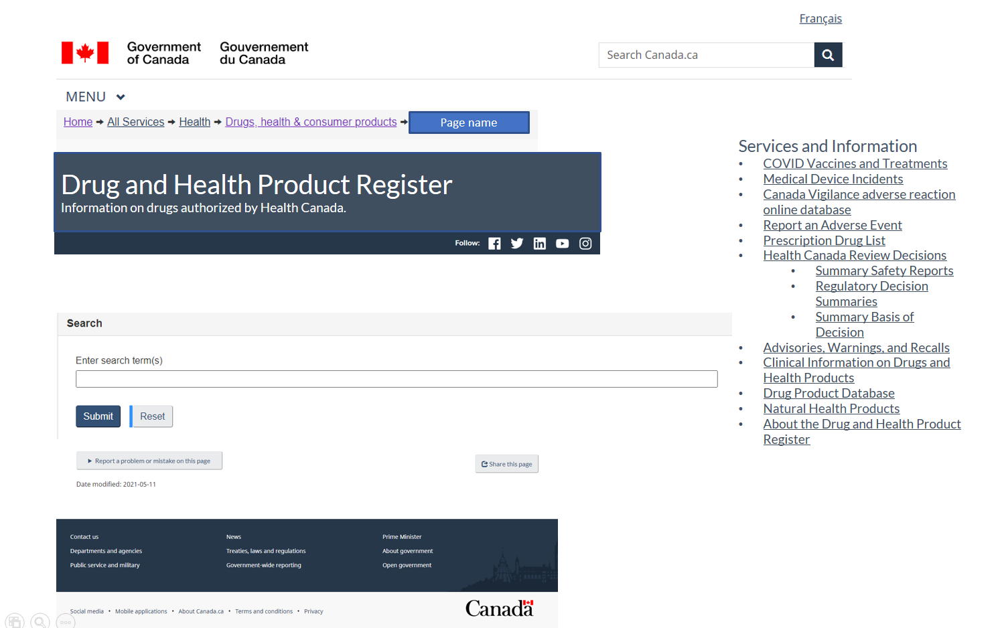 Français
Government of Canada
Gouvernement du Canada
Search Canada.ca
MENU
Home → All Services → Health → Drugs, health & consumer products → Page name
Drug and Health Product Register
Information on drugs authorized by Health Canada.
Follow:
Search
Enter search term(s)
Submit
Reset
Report a problem or mistake on this page
Share this page
Date modified: 2021-05-11
Services and Information
• COVID Vaccines and Treatments
• Medical Device Incidents
• Canada Vigilance adverse reaction
online database
• Report an Adverse Event
• Prescription Drug List
• Health Canada Review Decisions
• Summary Safety Reports
• Regulatory Decision
Summaries
• Summary Basis of
Decision
• Advisories, Warnings, and Recalls
• Clinical Information on Drugs and
Health Products
• Drug Product Database
• Natural Health Products
• About the Drug and Health Product
Register
Contact us
Departments and agencies
Public service and military
News
Treaties, laws and regulations
Government-wide reporting
Prime Minister
About government
Open government
Social media • Mobile applications • About Canada.ca • Terms and conditions • Privacy
Canada